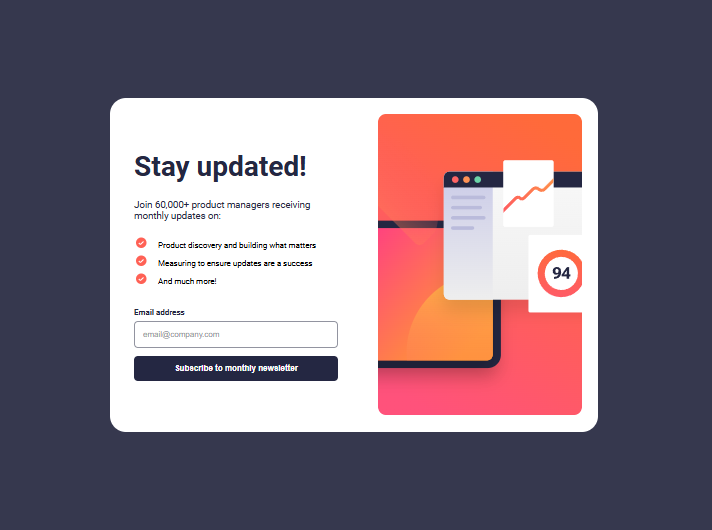 Stay updated!
Join 60,000+ product managers receiving
monthly updates on:
Product discovery and building what matters
Measuring to ensure updates are a success
And much more!
Email address
email@company.com
Subscribe to monthly newsletter
94